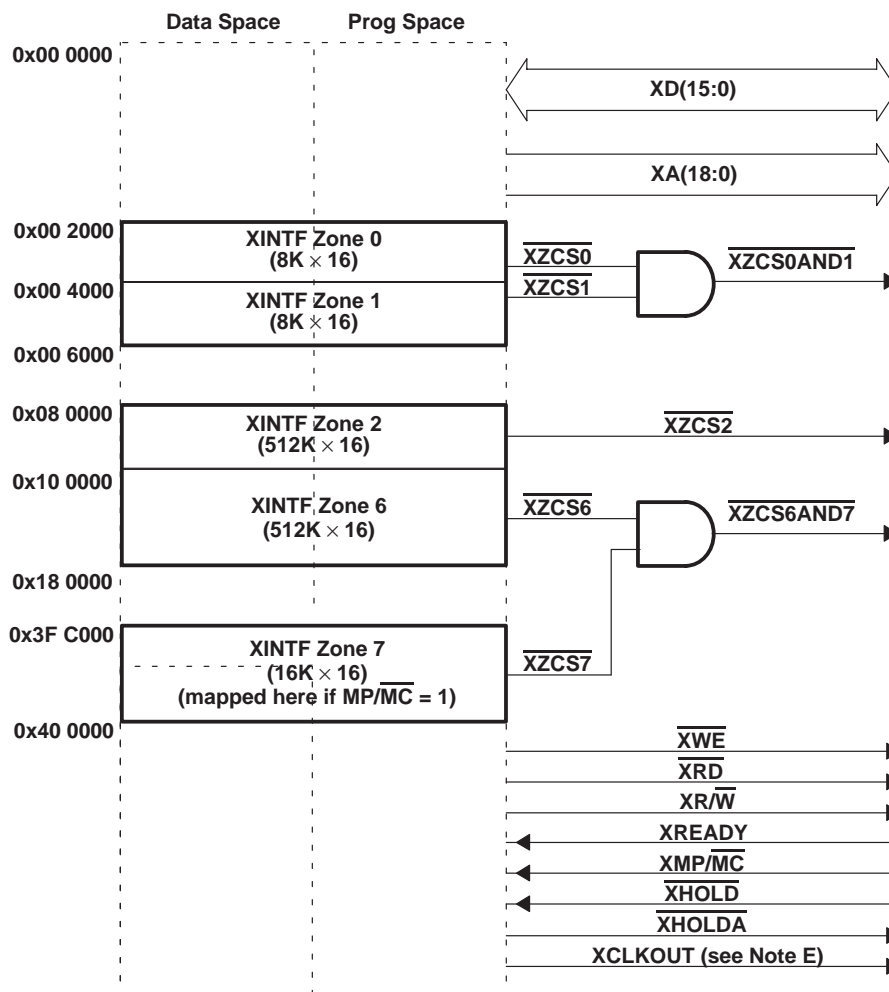 Data Space Prog Space
0x00 0000
XD(15:0)
XA(18:0)
0x00 2000
XINTF Zone 0
(8K × 16)
XZCS0
XZCS0AND1
0x00 4000
XZCS1
XINTF Zone 1
(8K × 16)
0x00 6000
0x08 0000
XINTF Zone 2
(512K × 16)
XZCS2
0x10 0000
XINTF Zone 6
(512K × 16)
XZCS6
XZCS6AND7
0x18 0000
0x3F C000
XINTF Zone 7
(16K × 16)
(mapped here if MP/MC = 1)
XZCS7
0x40 0000
XWE
XRD
XR/W
XREADY
XMP/MC
XHOLD
XHOLDA
XCLKOUT (see Note E)